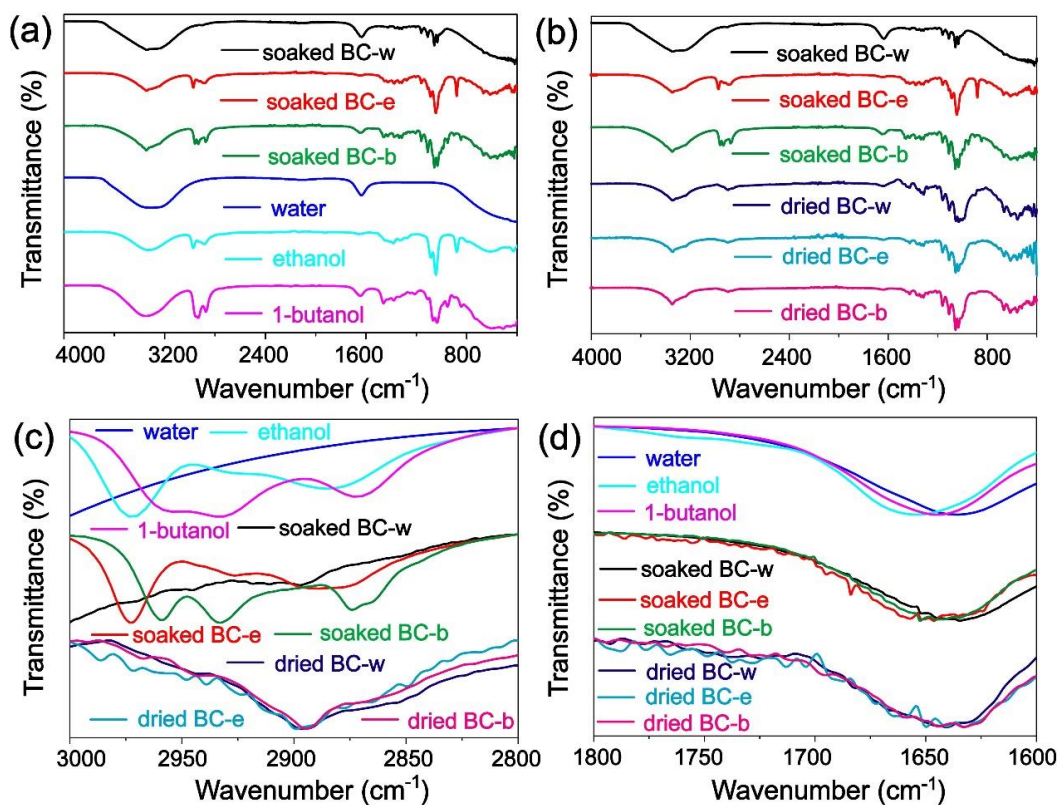 (a)
Transmittance (%)
soaked BC-w
soaked BC-e
soaked BC-b
water
ethanol
1-butanol
4000 3200 2400 1600 800
Wavenumber (cm-1)
(b)
Transmittance (%)
soaked BC-w
soaked BC-e
soaked BC-b
dried BC-w
dried BC-e
dried BC-b
4000 3200 2400 1600 800
Wavenumber (cm-1)
(c)
Transmittance (%)
water ethanol
1-butanol soaked BC-w
soaked BC-e soaked BC-b
dried BC-w
dried BC-e dried BC-b
3000 2950 2900 2850 2800
Wavenumber (cm-1)
(d)
Transmittance (%)
water
ethanol
1-butanol
soaked BC-w
soaked BC-e
soaked BC-b
dried BC-w
dried BC-e
dried BC-b
1800 1750 1700 1650 1600
Wavenumber (cm-1)